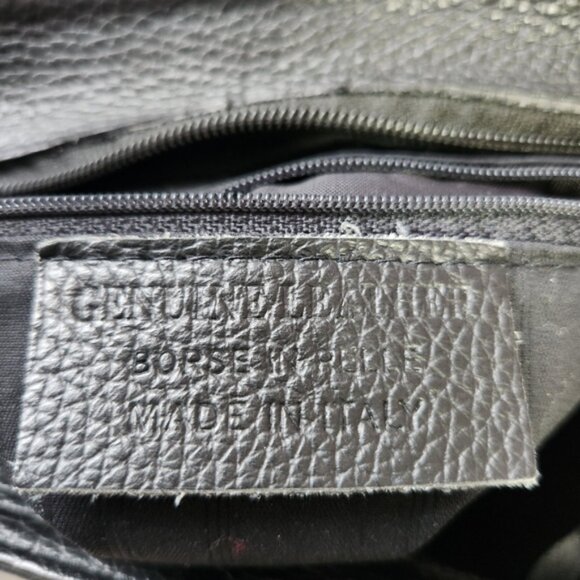 GENUINE LEATHER
BORSE IN PELLE
MADE IN ITALY